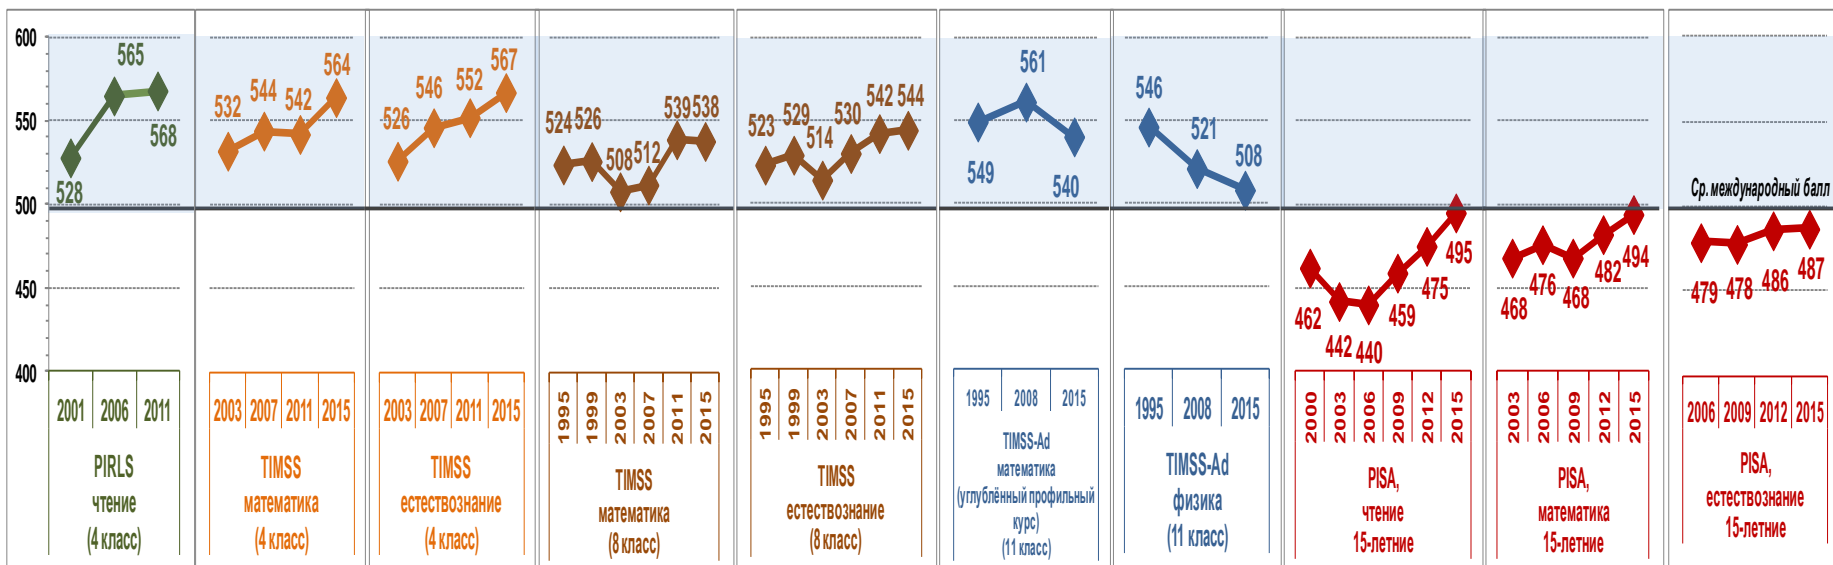 600
550
500
450
400
528
565
568
2001 2006 2011
PIRLS
чтение
(4 класс)
532
544
542
564
2003 2007 2011 2015
TIMSS
математика
(4 класс)
526
546
552
567
2003 2007 2011 2015
TIMSS
естествознание
(4 класс)
524
526
508
512
539
538
1995 1999 2003 2007 2011 2015
TIMSS
математика
(8 класс)
523
529
514
530
542
544
1995 1999 2003 2007 2011 2015
TIMSS
естествознание
(8 класс)
549
561
540
1995 2008 2015
TIMSS-Ad
математика
(углублённый профильный
курс)
(11 класс)
546
521
508
1995 2008 2015
TIMSS-Ad
физика
(11 класс)
462
442
440
459
475
495
2000 2003 2006 2009 2012 2015
PISA,
чтение
15-летние
468
476
468
482
494
2003 2006 2009 2012 2015
PISA,
математика
15-летние
Ср. международный балл
479
478
486
487
2006 2009 2012 2015
PISA,
естествознание
15-летние